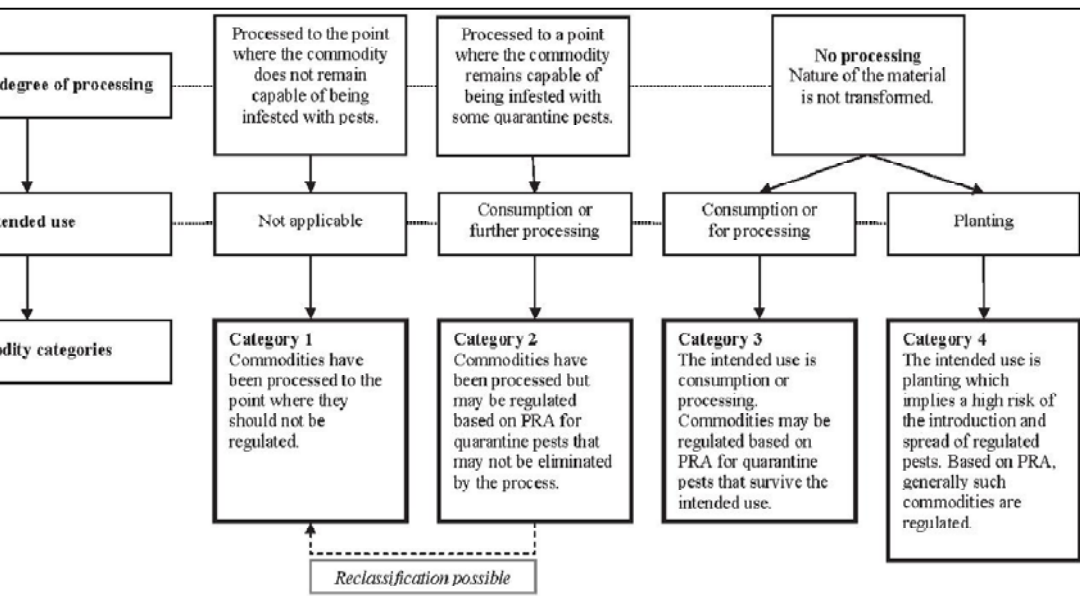 degree of processing
Processed to the point
where the commodity
does not remain
capable of being
infested with pests.
Processed to a point
where the commodity
remains capable of
being infested with
some quarantine pests.
No processing
Nature of the material
is not transformed.
tended use
Not applicable
Consumption or
further processing
Consumption or
for processing
Planting
odity categories
Category 1
Commodities have
been processed to the
point where they
should not be
regulated.
Category 2
Commodities have
been processed but
may be regulated
based on PRA for
quarantine pests that
may not be eliminated
by the process.
Category 3
The intended use is
consumption or
processing.
Commodities may be
regulated based on
PRA for quarantine
pests that survive the
intended use.
Category 4
The intended use is
planting which
implies a high risk of
the introduction and
spread of regulated
pests. Based on PRA,
generally such
commodities are
regulated.
Reclassification possible